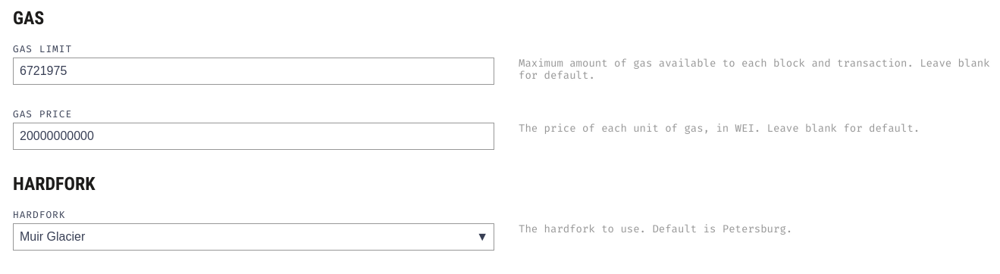 GAS
GAS LIMIT
6721975
Maximum amount of gas available to each block and transaction. Leave blank
for default.
GAS PRICE
20000000000
The price of each unit of gas, in WEI. Leave blank for default.
HARDFORK
HARDFORK
Muir Glacier
The hardfork to use. Default is Petersburg.